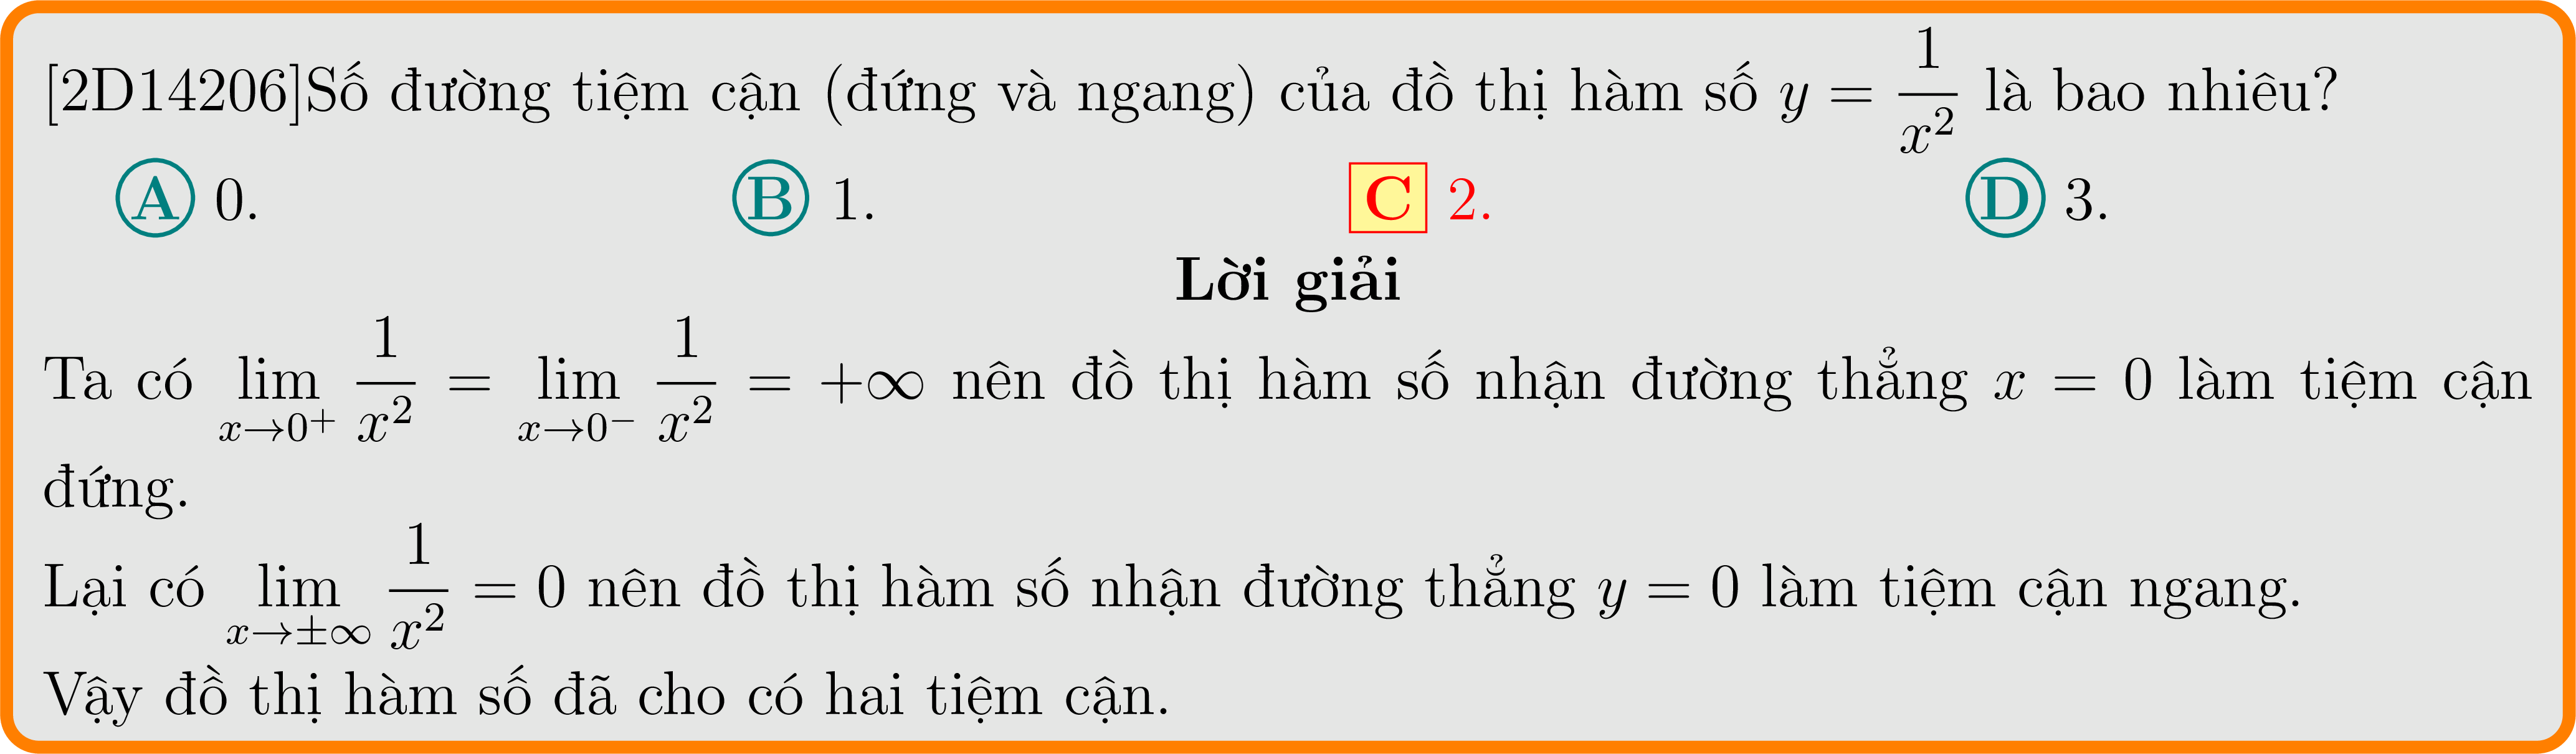 [2D14206]Số đường tiệm cận (đứng và ngang) của đồ thị hàm số $y = \dfrac{1}{x^2}$ là bao nhiêu?
A 0. B 1. C 2. D 3.
Lời giải
Ta có $\lim\limits_{x \to 0^+} \dfrac{1}{x^2} = \lim\limits_{x \to 0^-} \dfrac{1}{x^2} = +\infty$ nên đồ thị hàm số nhận đường thẳng $x = 0$ làm tiệm cận
đứng.
Lại có $\lim\limits_{x \to \pm\infty} \dfrac{1}{x^2} = 0$ nên đồ thị hàm số nhận đường thẳng $y = 0$ làm tiệm cận ngang.
Vậy đồ thị hàm số đã cho có hai tiệm cận.